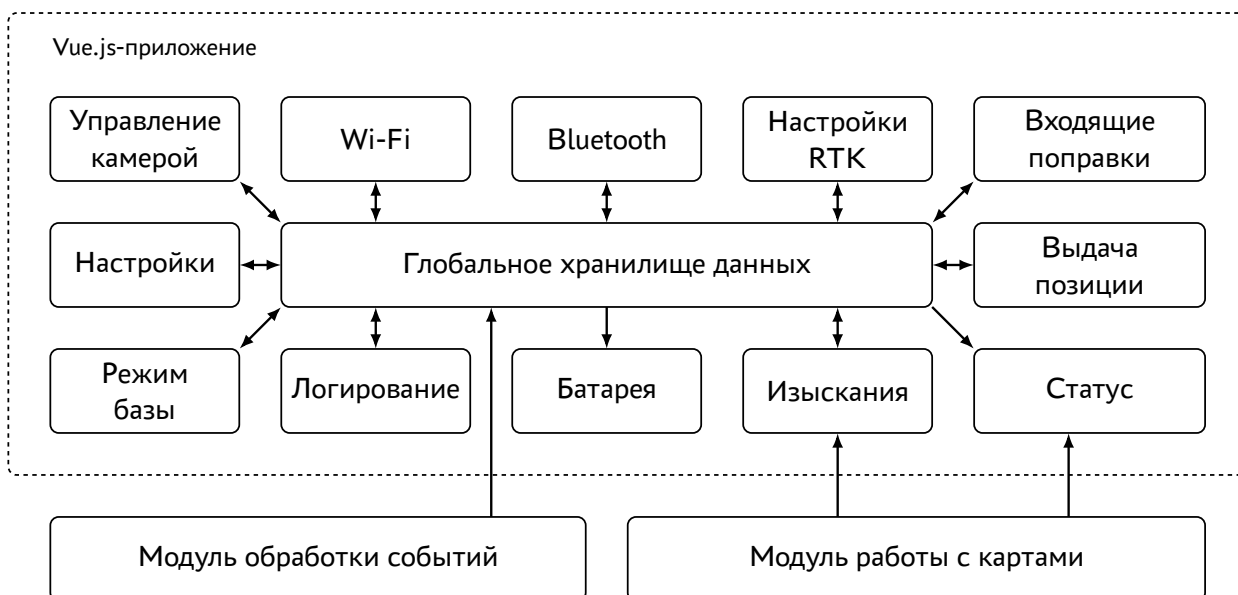 Vue.js-приложение
Управление
камерой
Wi-Fi
Bluetooth
Настройки
RTK
Входящие
поправки
Настройки
Глобальное хранилище данных
Выдача
позиции
Режим
базы
Логирование
Батарея
Изыскания
Статус
Модуль обработки событий
Модуль работы с картами